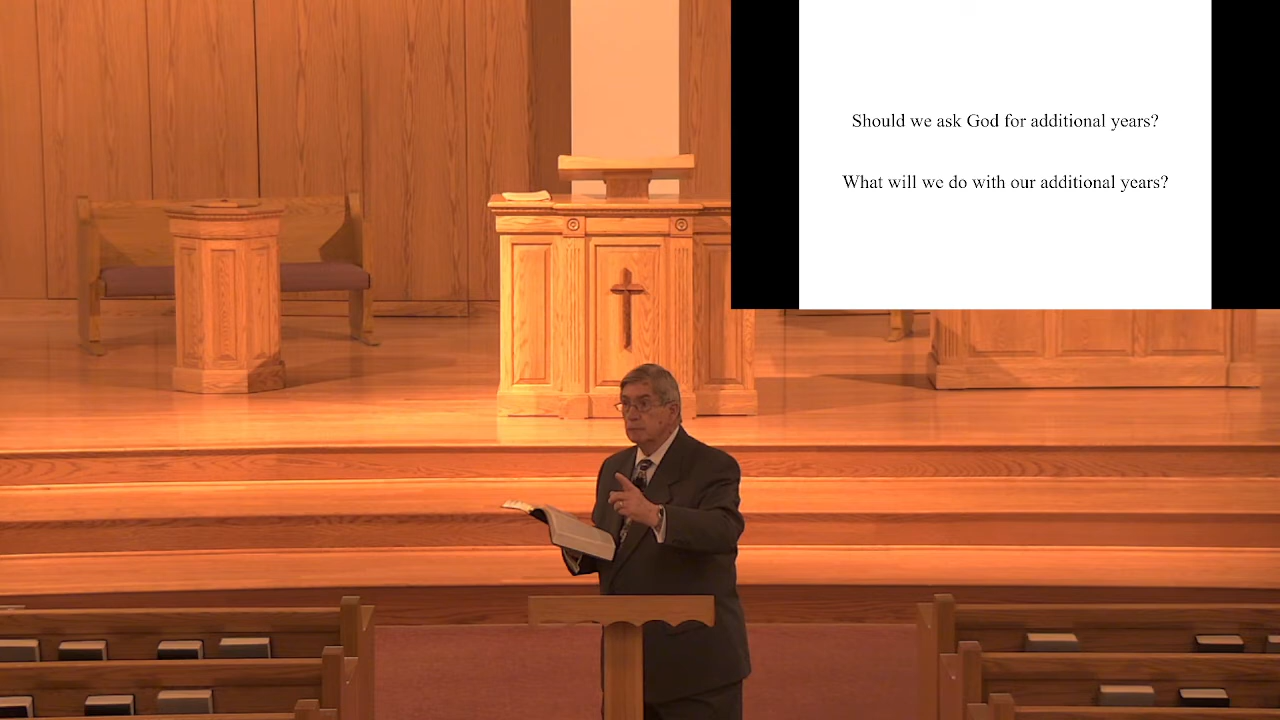 Should we ask God for additional years?
What will we do with our additional years?